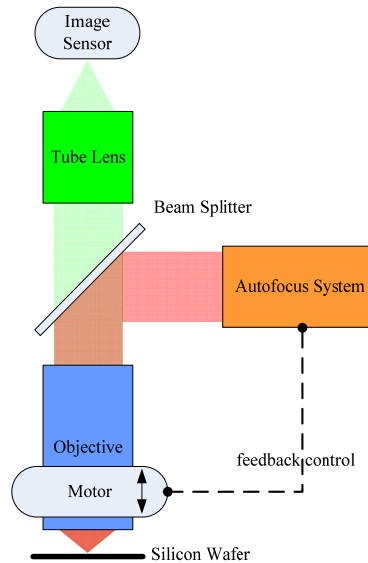 Image
Sensor
Tube Lens
Beam Splitter
Autofocus System
Objective
feedback control
Motor
Silicon Wafer